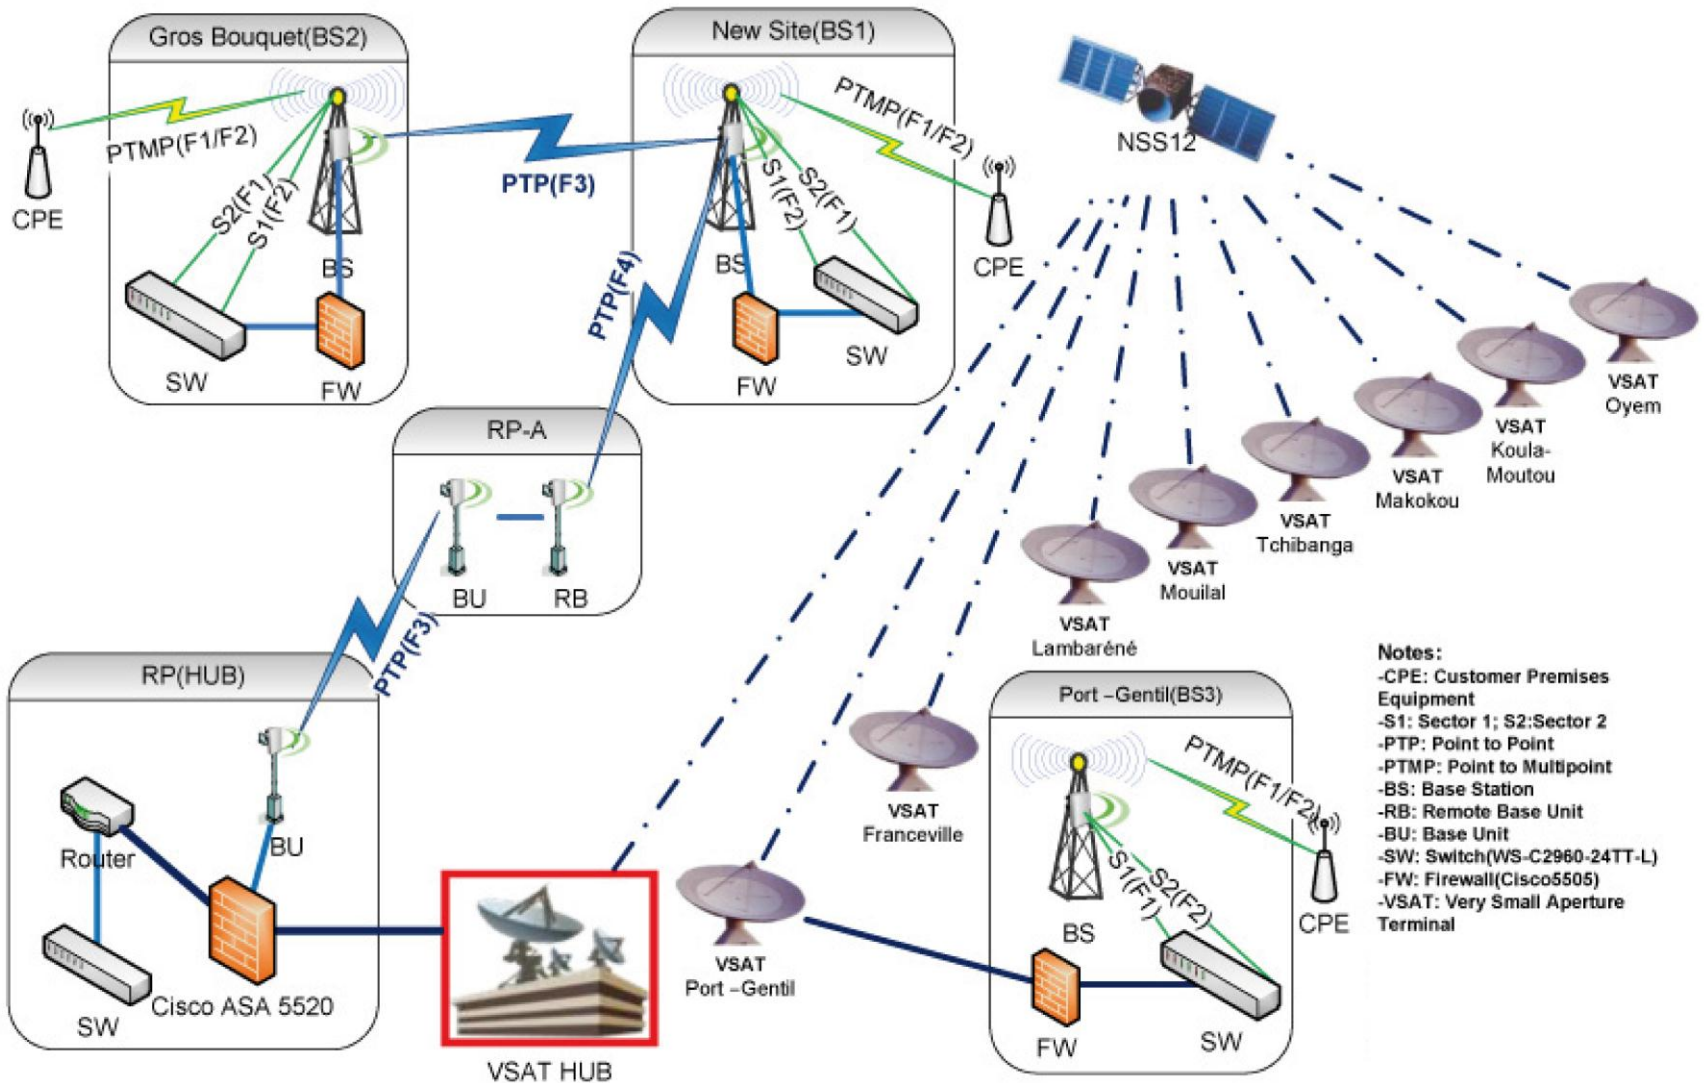 Gros Bouquet(BS2)
PTMP(F1/F2)
CPE
S2(F1)
S1(F2)
BS
SW
FW
PTP(F3)
New Site(BS1)
PTMP(F1/F2)
S1(F2)
S2(F1)
BS
CPE
SW
FW
PTP(F4)
NSS12
RP-A
BU
RB
PTP(F3)
VSAT
Oyem
VSAT
Koula-
Moutou
VSAT
Makokou
VSAT
Tchibanga
VSAT
Mouilal
VSAT
Lambaréné
VSAT
Franceville
VSAT
Port –Gentil
RP(HUB)
BU
Router
Cisco ASA 5520
SW
VSAT HUB
Port –Gentil(BS3)
PTMP(F1/F2)
S1(F1)
S2(F2)
BS
CPE
FW
SW
Notes:
-CPE: Customer Premises
Equipment
-S1: Sector 1; S2:Sector 2
-PTP: Point to Point
-PTMP: Point to Multipoint
-BS: Base Station
-RB: Remote Base Unit
-BU: Base Unit
-SW: Switch(WS-C2960-24TT-L)
-FW: Firewall(Cisco5505)
-VSAT: Very Small Aperture
Terminal